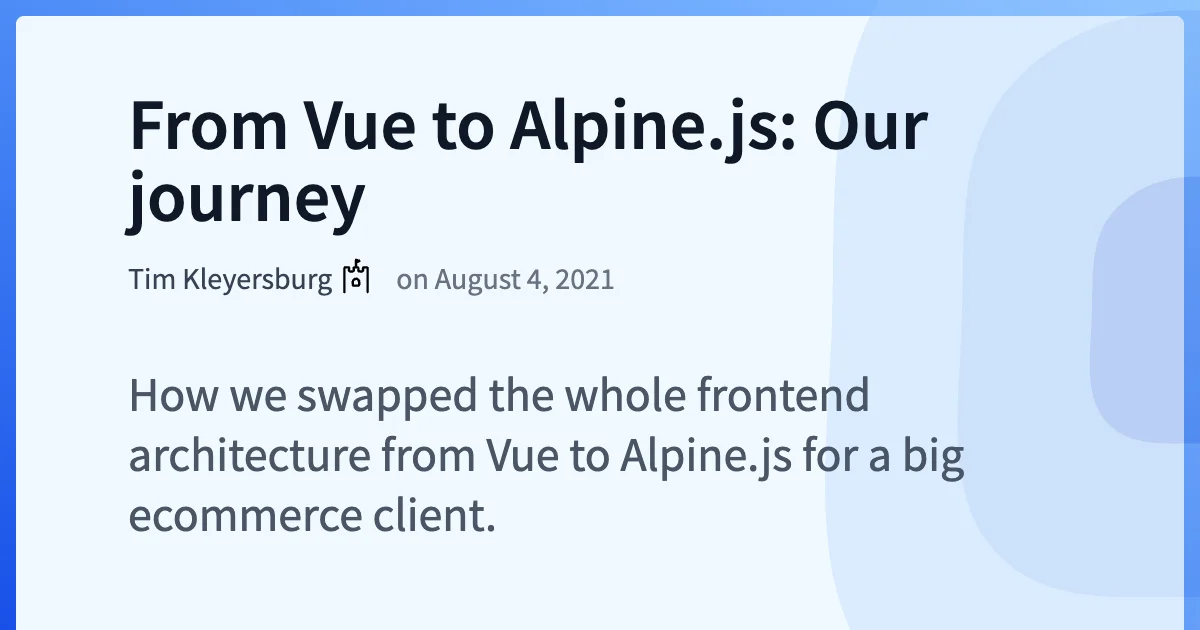 From Vue to Alpine.js: Our
journey
Tim Kleyersburg on August 4, 2021
How we swapped the whole frontend
architecture from Vue to Alpine.js for a big
ecommerce client.